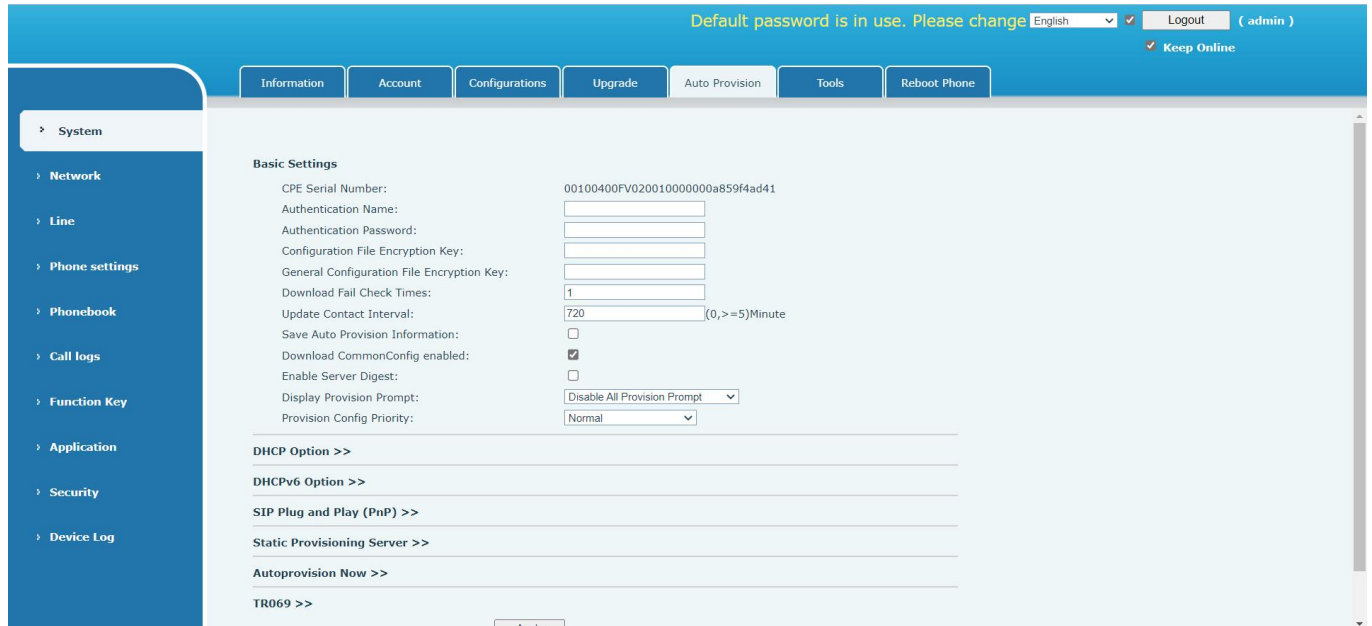 Default password is in use. Please change English Logout ( admin )
Keep Online
Information Account Configurations Upgrade Auto Provision Tools Reboot Phone
System
Network
Line
Phone settings
Phonebook
Call logs
Function Key
Application
Security
Device Log
Basic Settings
CPE Serial Number: 00100400FV020010000000a859f4ad41
Authentication Name:
Authentication Password:
Configuration File Encryption Key:
General Configuration File Encryption Key:
Download Fail Check Times: 1
Update Contact Interval: 720 (0,>=5)Minute
Save Auto Provision Information:
Download CommonConfig enabled:
Enable Server Digest:
Display Provision Prompt: Disable All Provision Prompt
Provision Config Priority: Normal
DHCP Option >>
DHCPv6 Option >>
SIP Plug and Play (PnP) >>
Static Provisioning Server >>
Autoprovision Now >>
TR069 >>